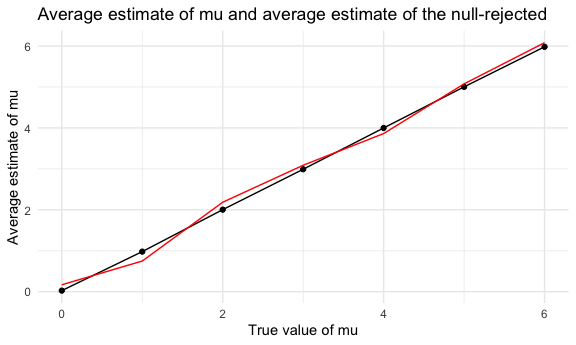 Average estimate of mu and average estimate of the null-rejected
Average estimate of mu
6
4
2
0
0
2
4
6
True value of mu